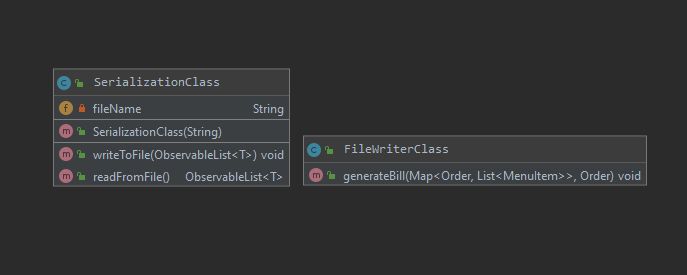 SerializationClass
fileName String
SerializationClass(String)
writeToFile(ObservableList<T>) void
readFromFile() ObservableList<T>
FileWriterClass
generateBill(Map<Order, List<MenuItem>>, Order) void